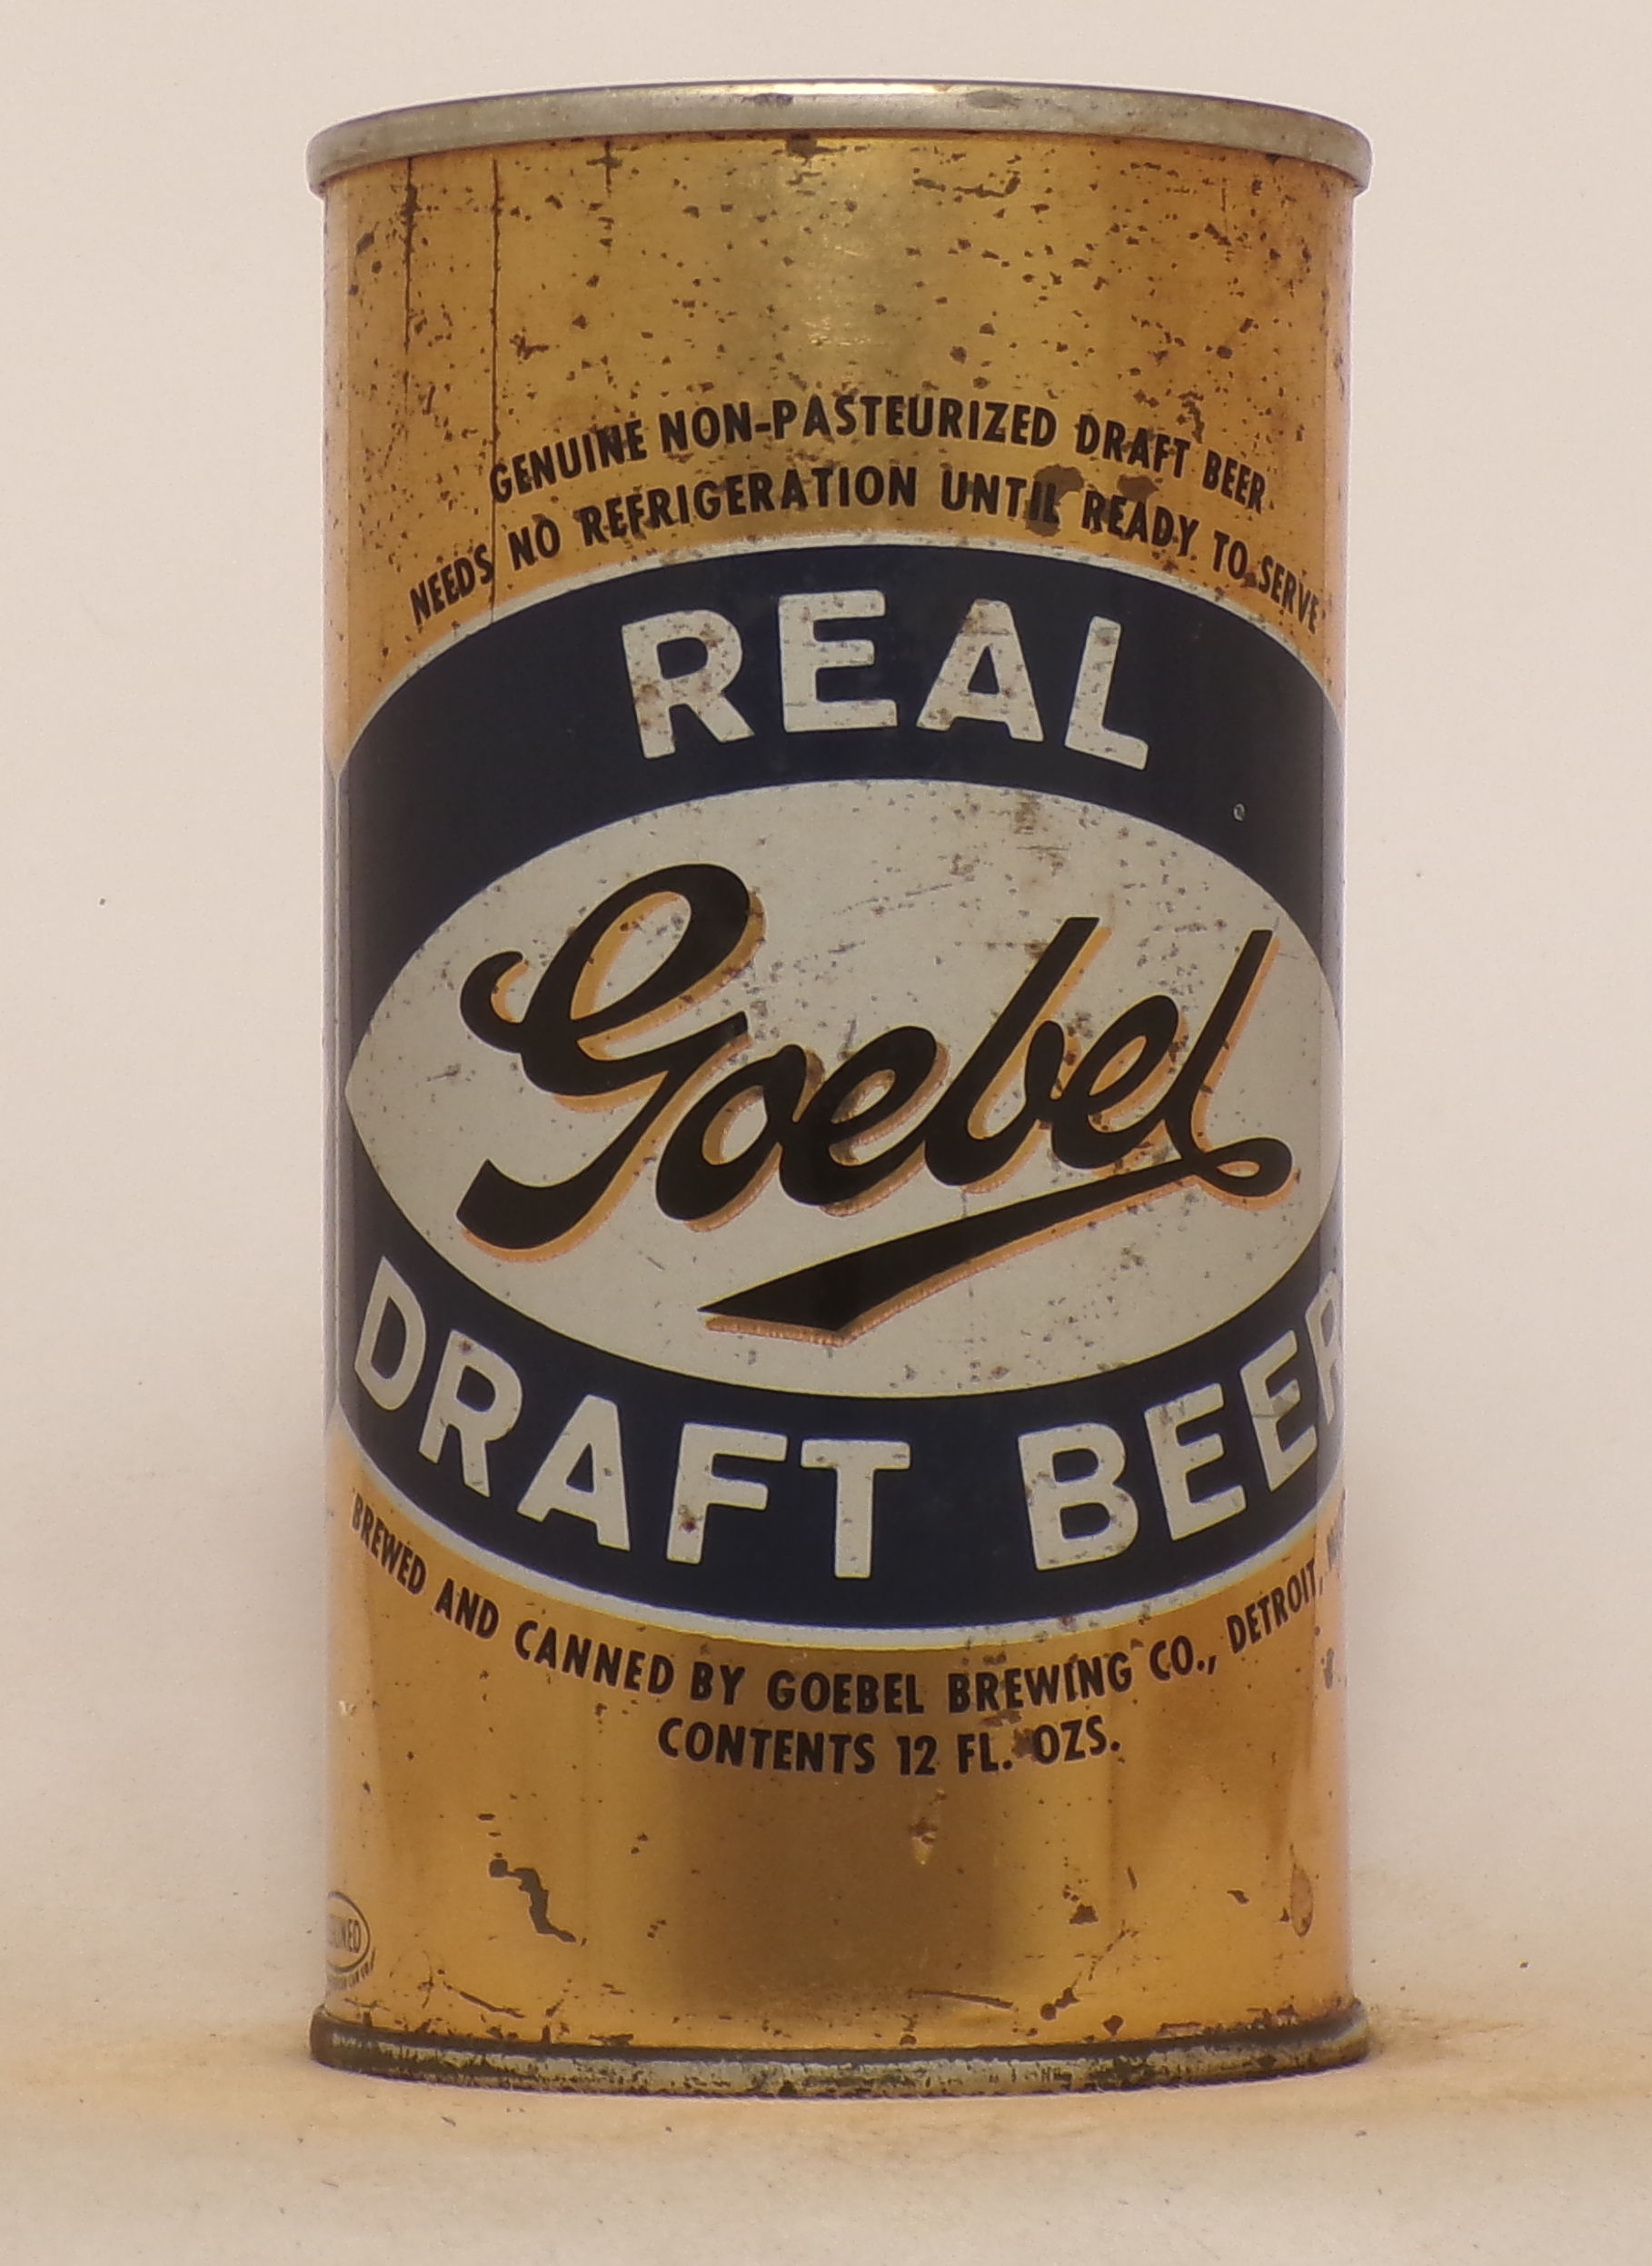 GENUINE NON-PASTEURIZED DRAFT BEER
NEEDS NO REFRIGERATION UNTIL READY TO SERVE
REAL
Goebel
DRAFT BEER
BREWED AND CANNED BY GOEBEL BREWING CO., DETROIT,
CONTENTS 12 FL. OZS.